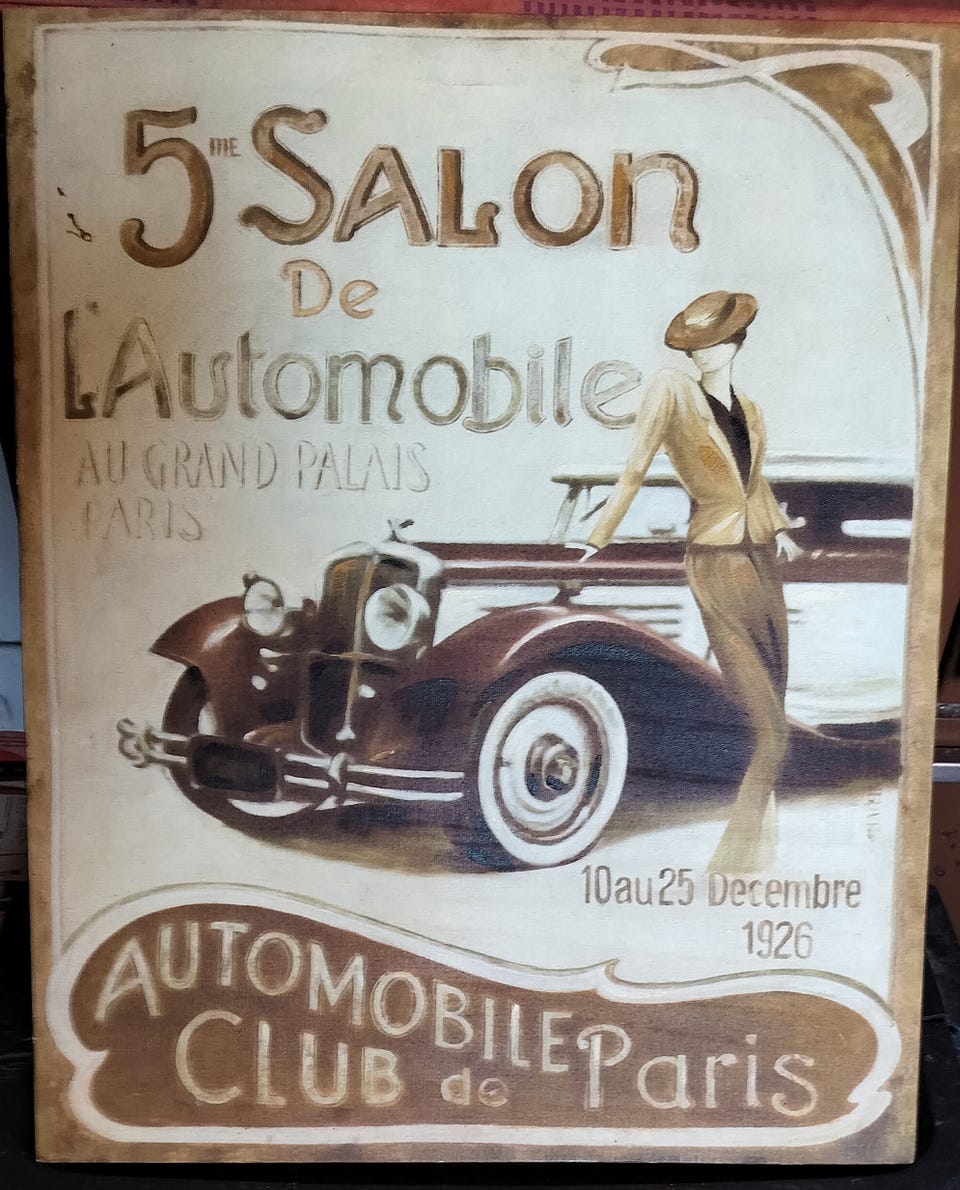 5me SALON
De
L'Automobile
AU GRAND PALAIS
PARIS
10 au 25 Decembre
1926
AUTOMOBILE
CLUB de Paris